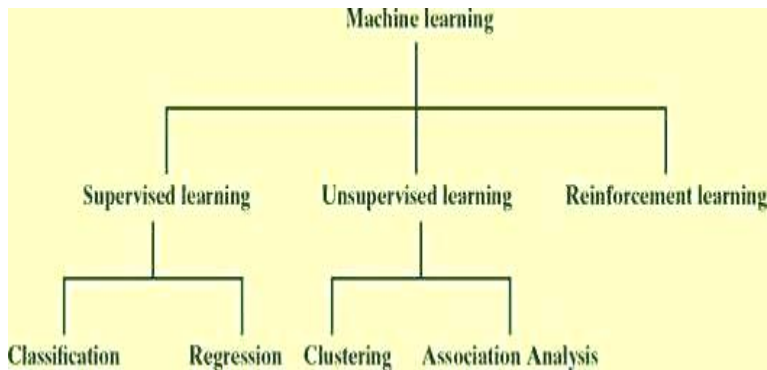 Machine learning
Supervised learning Unsupervised learning Reinforcement learning
Classification Regression Clustering Association Analysis